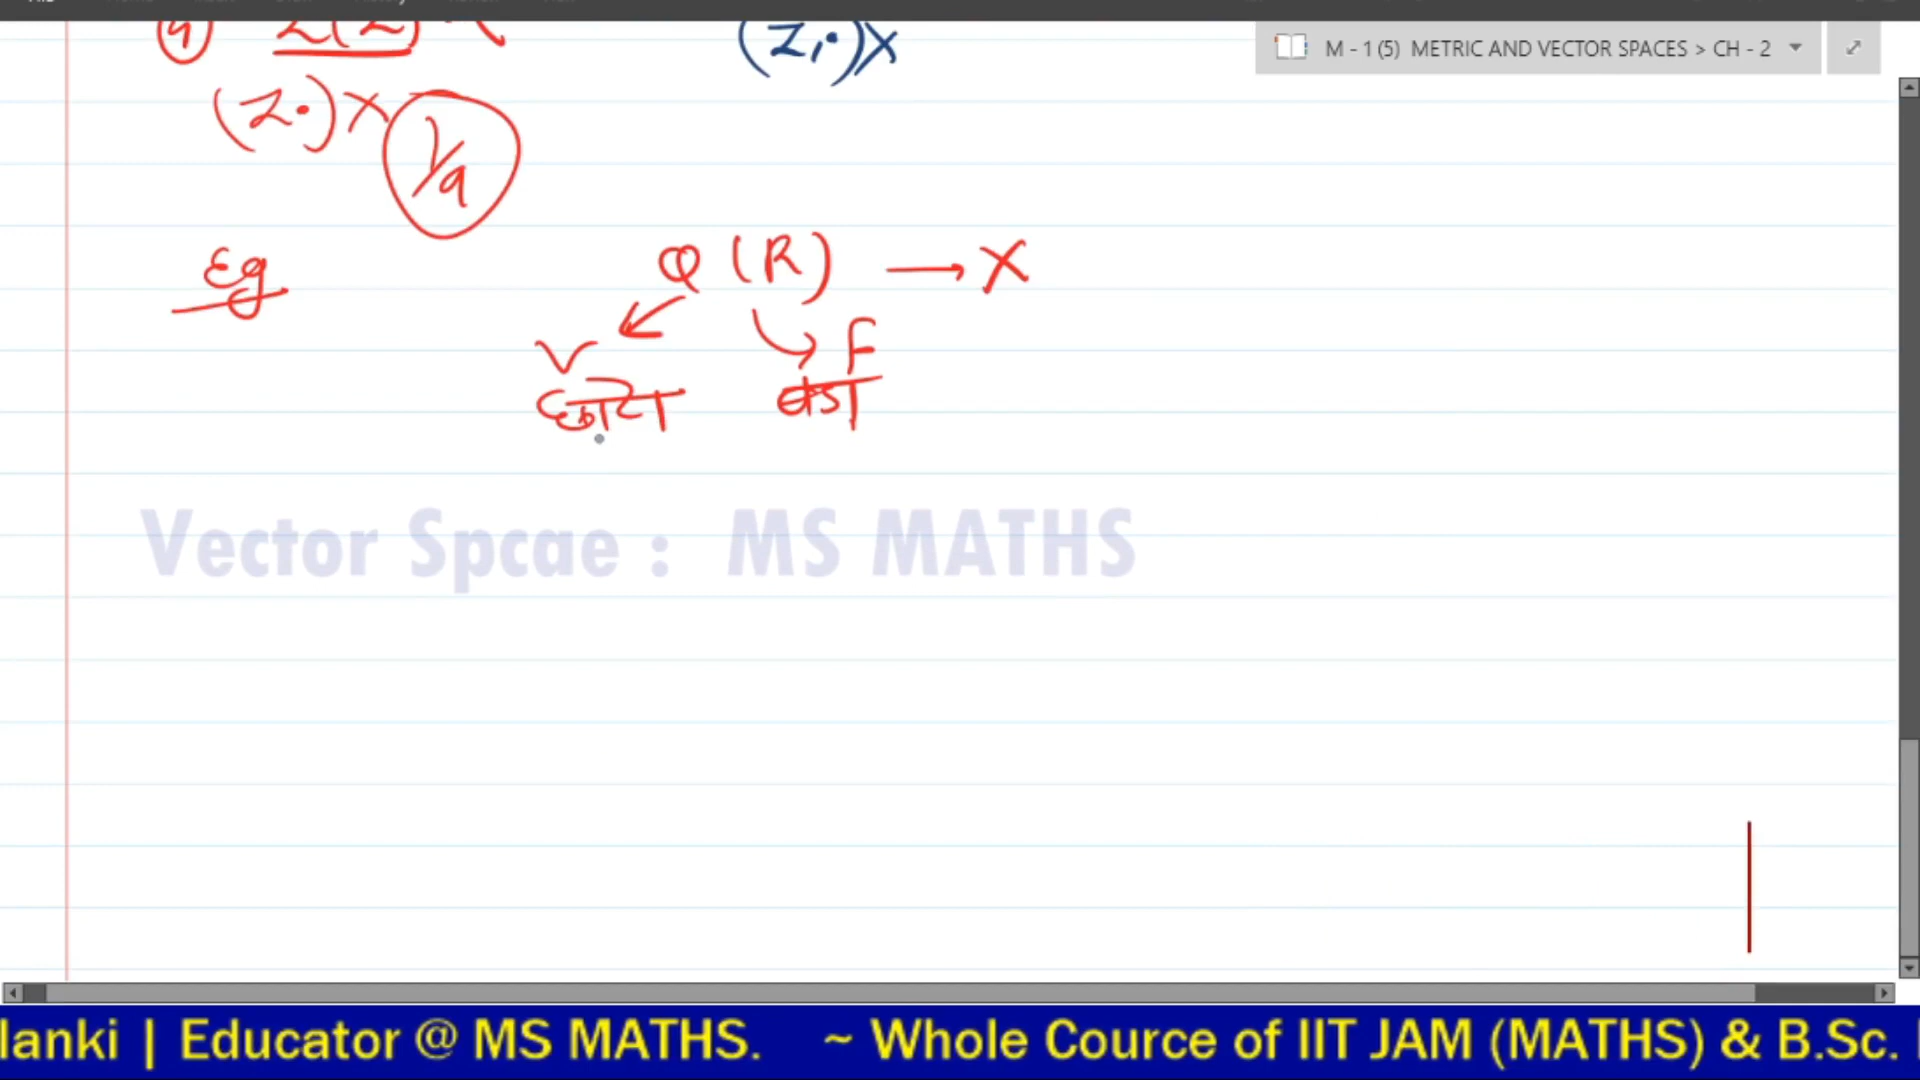 M - 1 (5) METRIC AND VECTOR SPACES > CH - 2
④ Z(Z)
(Z,·)X
(Z·)X
1/a
Eg
Q (R) → X
V
F
छोटा
बड़ा
Vector Spcae : MS MATHS
lanki | Educator @ MS MATHS. ~ Whole Cource of IIT JAM (MATHS) & B.Sc.